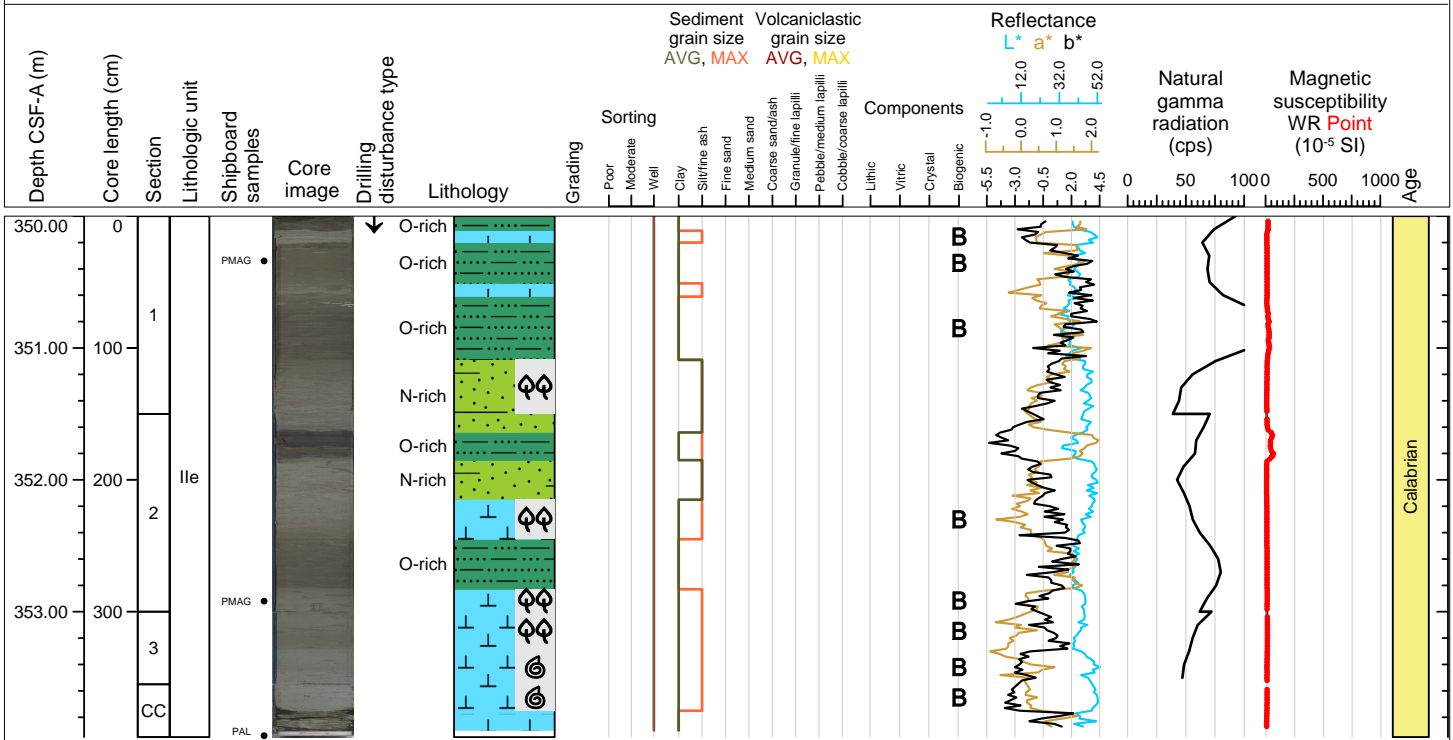 Depth CSF-A (m)
Core length (cm)
Section
Lithologic unit
Shipboard
samples
Core
image
Drilling
disturbance type
Lithology
Grading
Sorting
Poor
Moderate
Well
Sediment
grain size
AVG, MAX
Volcaniclastic
grain size
AVG, MAX
Clay
Silt/fine ash
Fine sand
Medium sand
Coarse sand/ash
Granule/fine lapilli
Pebble/medium lapilli
Cobble/coarse lapilli
Components
Lithic
Vitric
Crystal
Biogenic
Reflectance
L* a* b*
12.0 32.0 52.0
-1.0 0.0 1.0 2.0
-5.5 -3.0 -0.5 2.0 4.5
Natural
gamma
radiation
(cps)
0 50 100
Magnetic
susceptibility
WR Point
(10⁻⁵ SI)
0 500 1000
Age
350.00
351.00
352.00
353.00
0
100
200
300
1
2
3
CC
IIe
PMAG
PMAG
PAL
O-rich
O-rich
O-rich
N-rich
O-rich
N-rich
O-rich
B
B
B
B
B
B
B
B
Calabrian